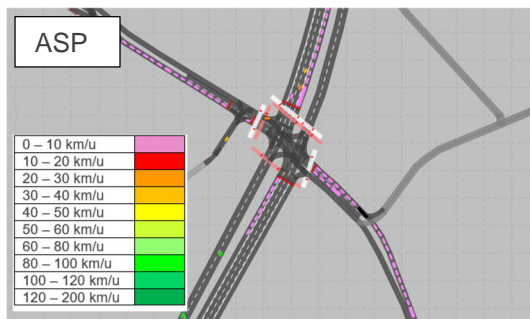 ASP
0 – 10 km/u
10 – 20 km/u
20 – 30 km/u
30 – 40 km/u
40 – 50 km/u
50 – 60 km/u
60 – 80 km/u
80 – 100 km/u
100 – 120 km/u
120 – 200 km/u